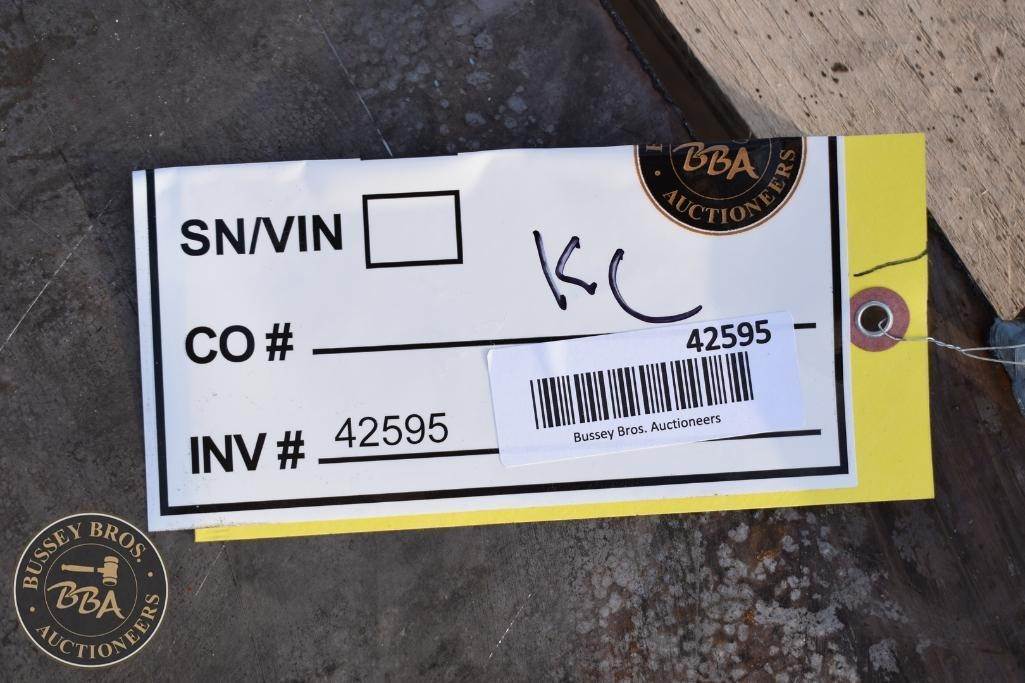 BBA
AUCTIONEERS
SN/VIN
KC
CO #
42595
Bussey Bros. Auctioneers
INV # 42595
BUSSEY BROS.
BBA
AUCTIONEERS